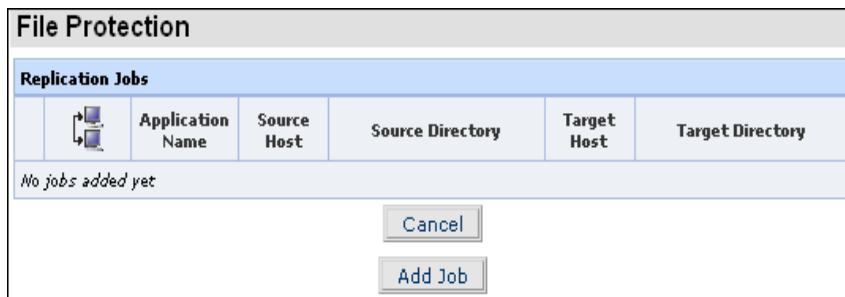 File Protection
Replication Jobs
Application Name
Source Host
Source Directory
Target Host
Target Directory
No jobs added yet
Cancel
Add Job